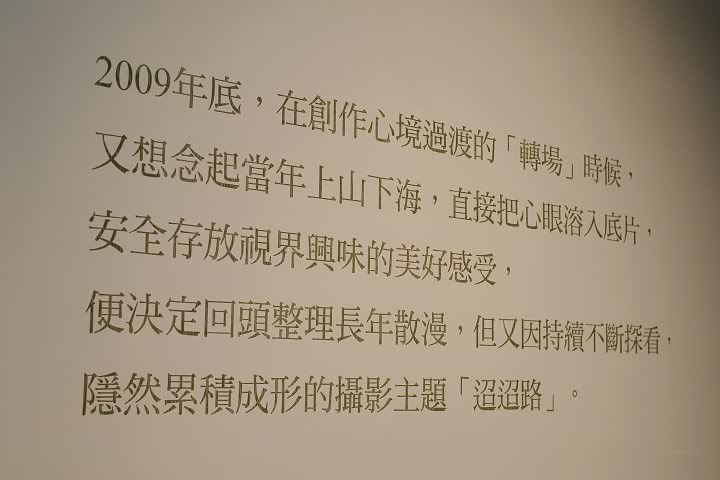 2009年底，在創作心境過渡的「轉場」時候，
又想念起當年上山下海，直接把心眼溶入底片，
安全存放視界興味的美好感受，
便決定回頭整理長年散漫，但又因持續不斷探看，
隱然累積成形的攝影主題「迢迢路」。